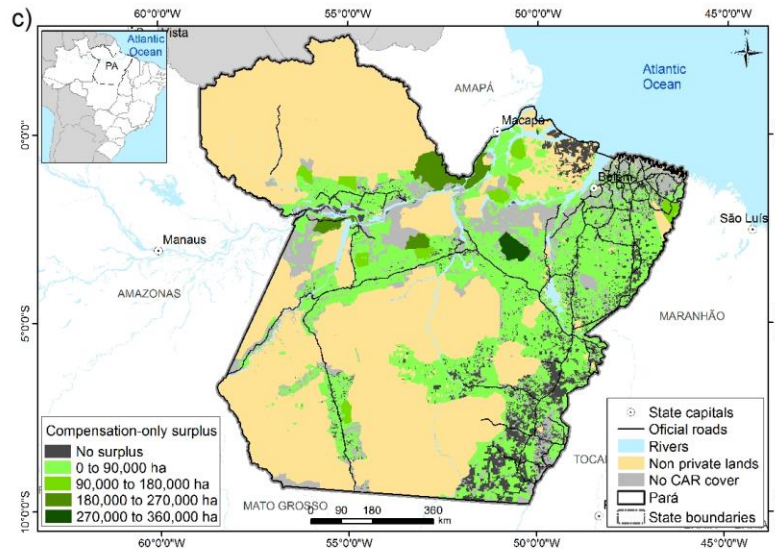 c)
60°0'0"W 55°0'0"W 50°0'0"W 45°0'0"W
Vista
Atlantic
Ocean
PA
N
AMAPÁ
Atlantic
Ocean
Macapá
0°0'0"
Belém
São Luís
Manaus
AMAZONAS
MARANHÃO
5°0'0"S
Compensation-only surplus
No surplus
0 to 90,000 ha
90,000 to 180,000 ha
180,000 to 270,000 ha
270,000 to 360,000 ha
State capitals
Oficial roads
Rivers
Non private lands
No CAR cover
Pará
State boundaries
TOCA
MATO GROSSO
0 90 180 360
km
10°0'0"S
60°0'0"W 55°0'0"W 50°0'0"W 45°0'0"W